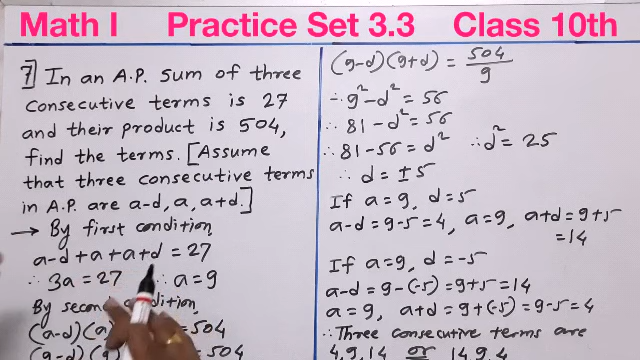 Math I Practice Set 3.3 Class 10th
7] In an A.P. sum of three
consecutive terms is 27
and their product is 504,
find the terms. [Assume
that three consecutive terms
in A.P. are a-d, a, a+d.]
→ By first condition
a-d+a+a+d = 27
∴ 3a = 27 ∴ a = 9
By second condition,
(a-d)(a) = 504
(9-d)(9) = 504
(9-d)(9+d) = 504/9
∴ 9² - d² = 56
∴ 81 - d² = 56
∴ 81 - 56 = d² ∴ d² = 25
∴ d = ±5
If a=9, d=5
a-d = 9-5 = 4, a=9, a+d = 9+5
= 14
If a=9, d=-5
a-d = 9-(-5) = 9+5 = 14
a=9, a+d = 9+(-5) = 9-5 = 4
∴ Three consecutive terms are
4, 9, 14 or 14, 9, 4